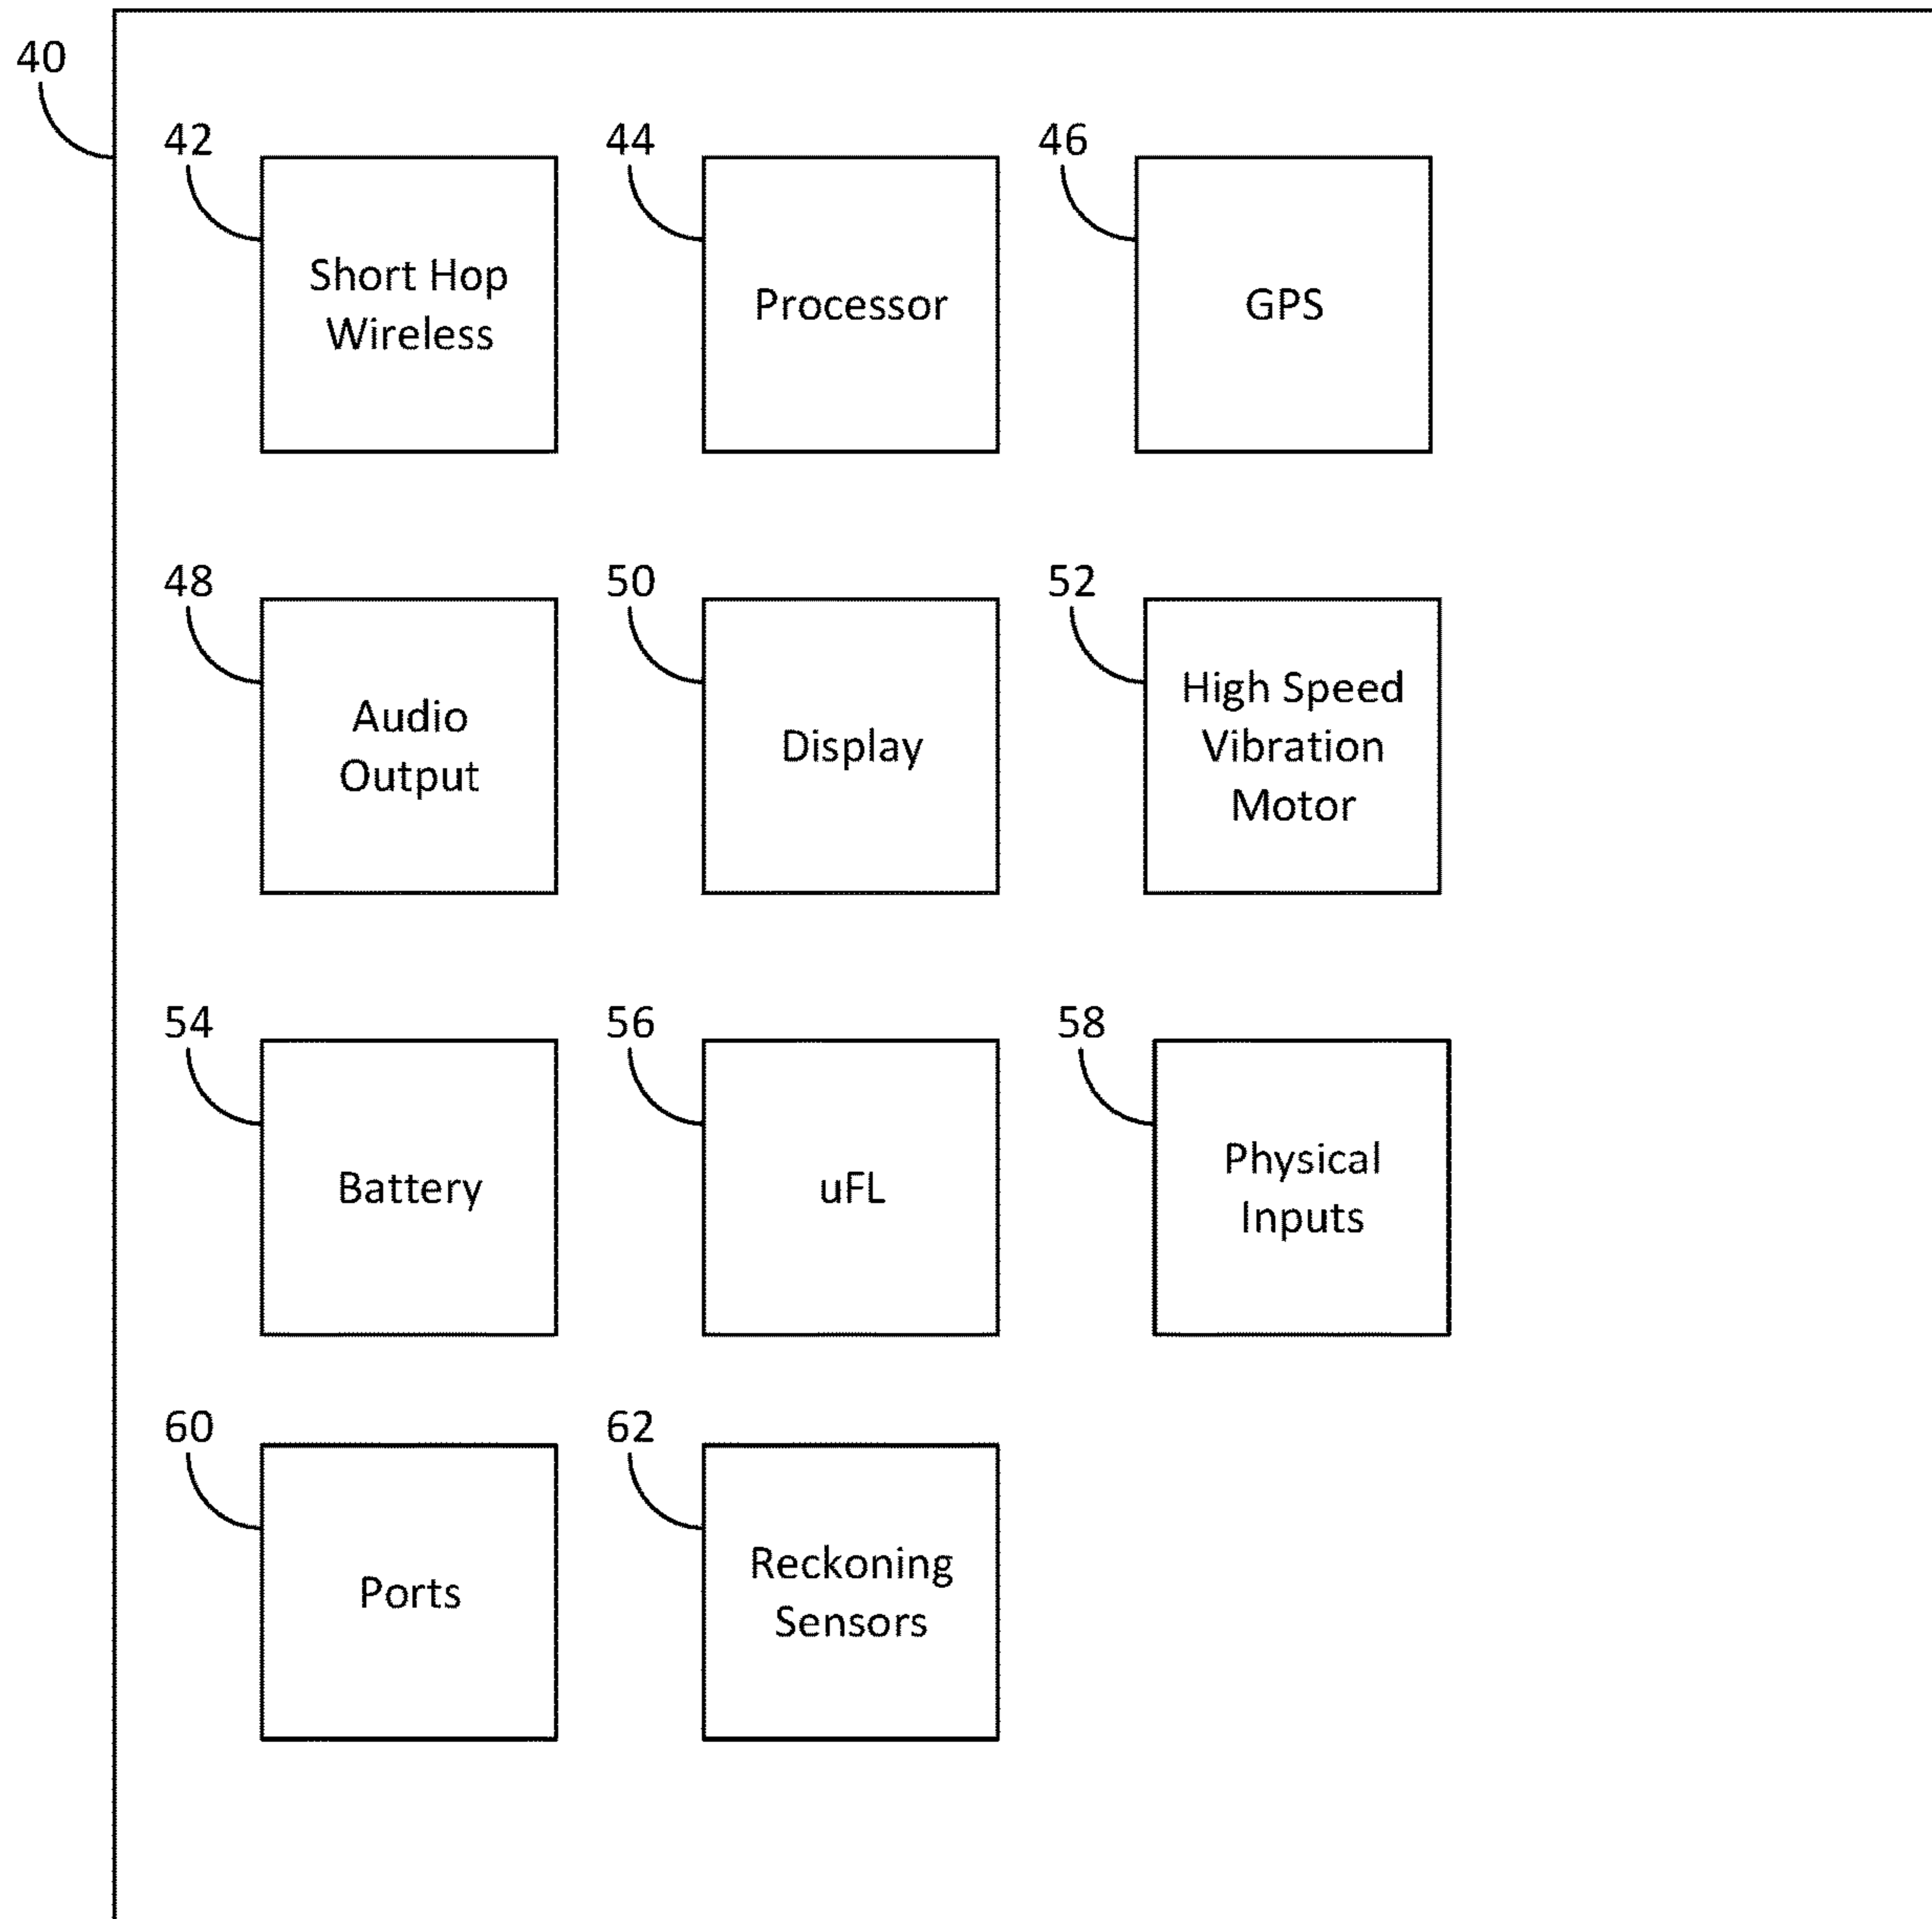 40
42
44
46
Short Hop
Wireless
Processor
GPS
48
50
52
Audio
Output
Display
High Speed
Vibration
Motor
54
56
58
Battery
uFL
Physical
Inputs
60
62
Ports
Reckoning
Sensors